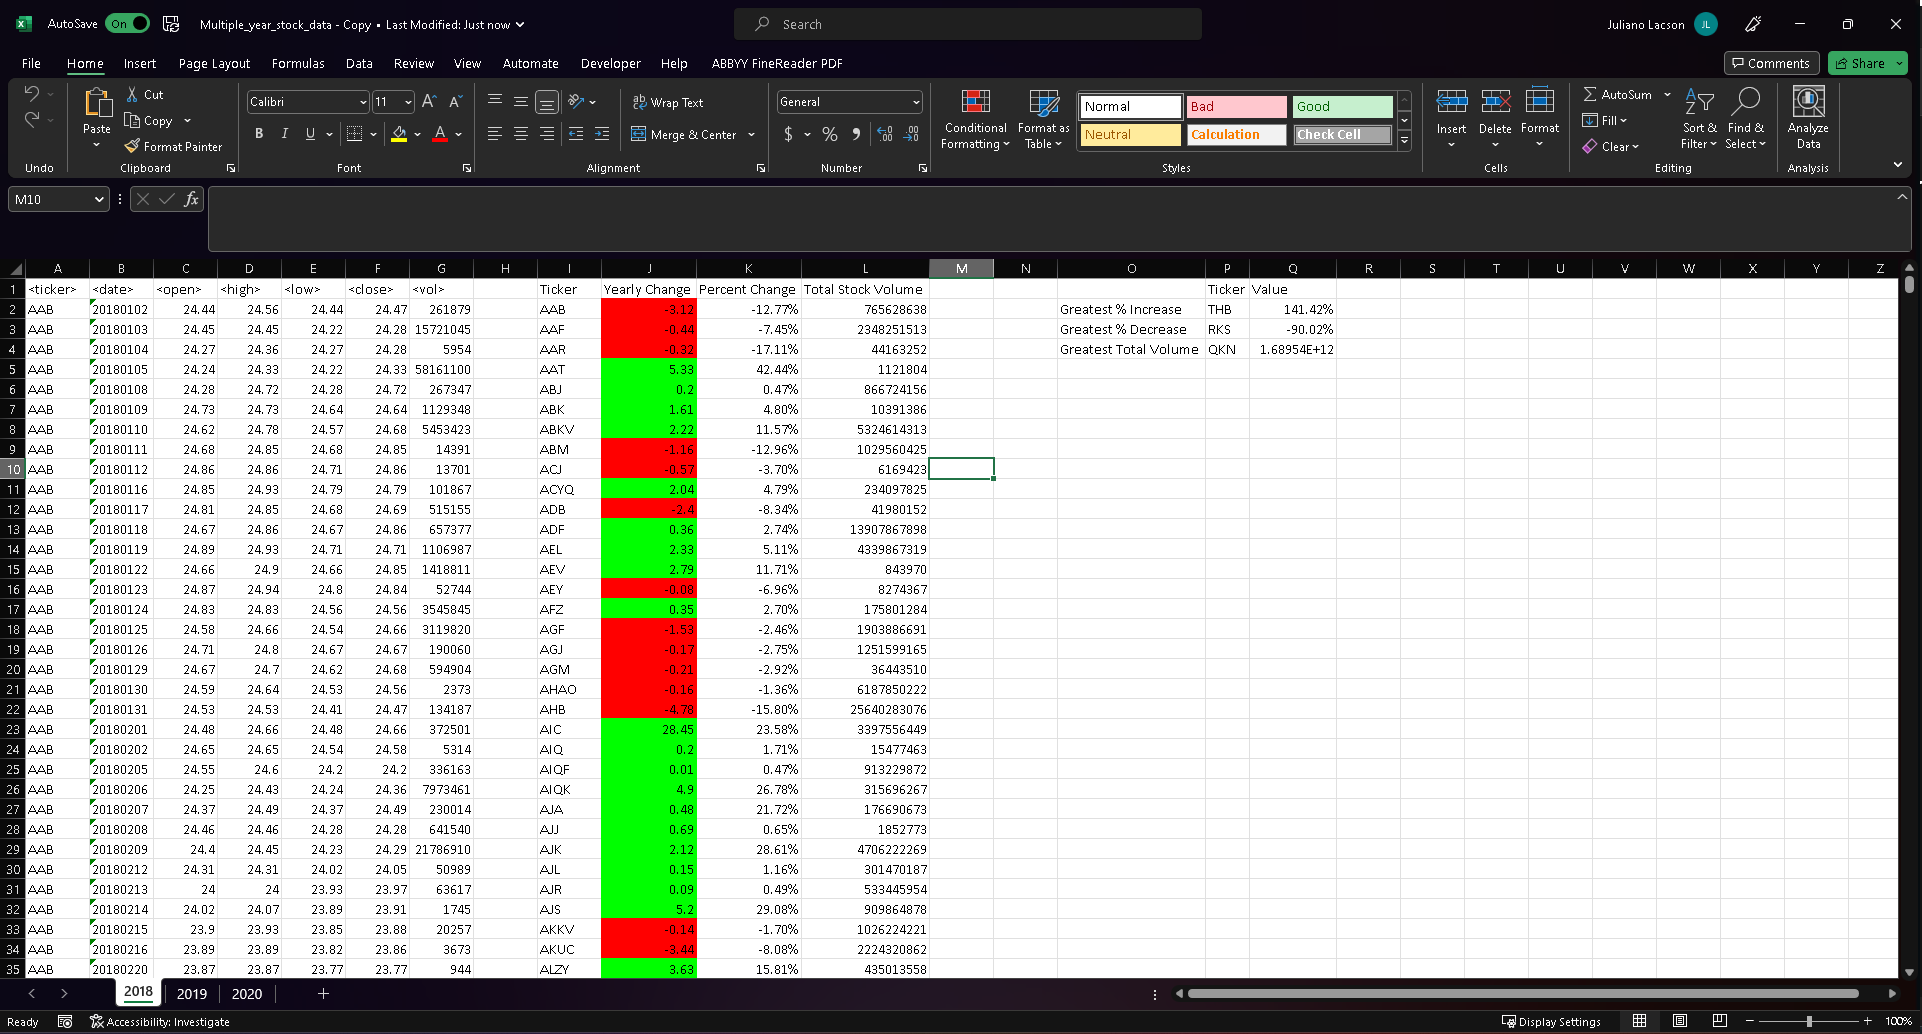 AutoSave On Multiple_year_stock_data - Copy • Last Modified: Just now Search Juliano Lacson JL
File Home Insert Page Layout Formulas Data Review View Automate Developer Help ABBYY FineReader PDF Comments Share
Paste Cut Copy Format Painter
Calibri 11 B I U A
Wrap Text Merge & Center
General $ %
Conditional Formatting Format as Table
Normal Bad Good
Neutral Calculation Check Cell
Insert Delete Format
AutoSum Fill Clear
Sort & Filter Find & Select
Analyze Data
Undo Clipboard Font Alignment Number Styles Cells Editing Analysis
M10 fx
A B C D E F G H I J K L M N O P Q R S T U V W X Y Z
1 <ticker> <date> <open> <high> <low> <close> <vol> Ticker Yearly Change Percent Change Total Stock Volume Ticker Value
2 AAB 20180102 24.44 24.56 24.44 24.47 261879 AAB -3.12 -12.77% 765628638 Greatest % Increase THB 141.42%
3 AAB 20180103 24.45 24.45 24.22 24.28 15721045 AAF -0.44 -7.45% 2348251513 Greatest % Decrease RKS -90.02%
4 AAB 20180104 24.27 24.36 24.27 24.28 5954 AAR -0.32 -17.11% 44163252 Greatest Total Volume QKN 1.68954E+12
5 AAB 20180105 24.24 24.33 24.22 24.33 58161100 AAT 5.33 42.44% 1121804
6 AAB 20180108 24.28 24.72 24.28 24.72 267347 ABJ 0.2 0.47% 866724156
7 AAB 20180109 24.73 24.73 24.64 24.64 1129348 ABK 1.61 4.80% 10391386
8 AAB 20180110 24.62 24.78 24.57 24.68 5453423 ABKV 2.22 11.57% 5324614313
9 AAB 20180111 24.68 24.85 24.68 24.85 14391 ABM -1.16 -12.96% 1029560425
10 AAB 20180112 24.86 24.86 24.71 24.86 13701 ACJ -0.57 -3.70% 6169423
11 AAB 20180116 24.85 24.93 24.79 24.79 101867 ACYQ 2.04 4.79% 234097825
12 AAB 20180117 24.81 24.85 24.68 24.69 515155 ADB -2.4 -8.34% 41980152
13 AAB 20180118 24.67 24.86 24.67 24.86 657377 ADF 0.36 2.74% 13907867898
14 AAB 20180119 24.89 24.93 24.71 24.71 1106987 AEL 2.33 5.11% 4339867319
15 AAB 20180122 24.66 24.9 24.66 24.85 1418811 AEV 2.79 11.71% 843970
16 AAB 20180123 24.87 24.94 24.8 24.84 52744 AEY -0.08 -6.96% 8274367
17 AAB 20180124 24.83 24.83 24.56 24.56 3545845 AFZ 0.35 2.70% 175801284
18 AAB 20180125 24.58 24.66 24.54 24.66 3119820 AGF -1.53 -2.46% 1903886691
19 AAB 20180126 24.71 24.8 24.67 24.67 190060 AGJ -0.17 -2.75% 1251599165
20 AAB 20180129 24.67 24.7 24.62 24.68 594904 AGM -0.21 -2.92% 36443510
21 AAB 20180130 24.59 24.64 24.53 24.56 2373 AHAO -0.16 -1.36% 6187850222
22 AAB 20180131 24.53 24.53 24.41 24.47 134187 AHB -4.78 -15.80% 25640283076
23 AAB 20180201 24.48 24.66 24.48 24.66 372501 AIC 28.45 23.58% 3397556449
24 AAB 20180202 24.65 24.65 24.54 24.58 5314 AIQ 0.2 1.71% 15477463
25 AAB 20180205 24.55 24.6 24.2 24.2 336163 AIQF 0.01 0.47% 913229872
26 AAB 20180206 24.25 24.49 24.24 24.36 7973461 AIQK 4.9 26.78% 315696267
27 AAB 20180207 24.37 24.49 24.37 24.49 230014 AJA 0.48 21.72% 176690673
28 AAB 20180208 24.46 24.46 24.28 24.28 641540 AJJ 0.69 0.65% 1852773
29 AAB 20180209 24.4 24.45 24.23 24.29 21786910 AJK 2.12 28.61% 4706222269
30 AAB 20180212 24.31 24.31 24.02 24.05 50989 AJL 0.15 1.16% 301470187
31 AAB 20180213 24 24 23.93 23.97 63617 AJR 0.09 0.49% 533445954
32 AAB 20180214 24.02 24.07 23.89 23.91 1745 AJS 5.2 29.08% 909864878
33 AAB 20180215 23.9 23.93 23.85 23.88 20257 AKKV -0.14 -1.70% 1026224221
34 AAB 20180216 23.89 23.89 23.82 23.86 3673 AKUC -3.44 -8.08% 2224320862
35 AAB 20180220 23.87 23.87 23.77 23.77 944 ALZY 3.63 15.81% 435013558
2018 2019 2020 +
Ready Accessibility: Investigate Display Settings 100%